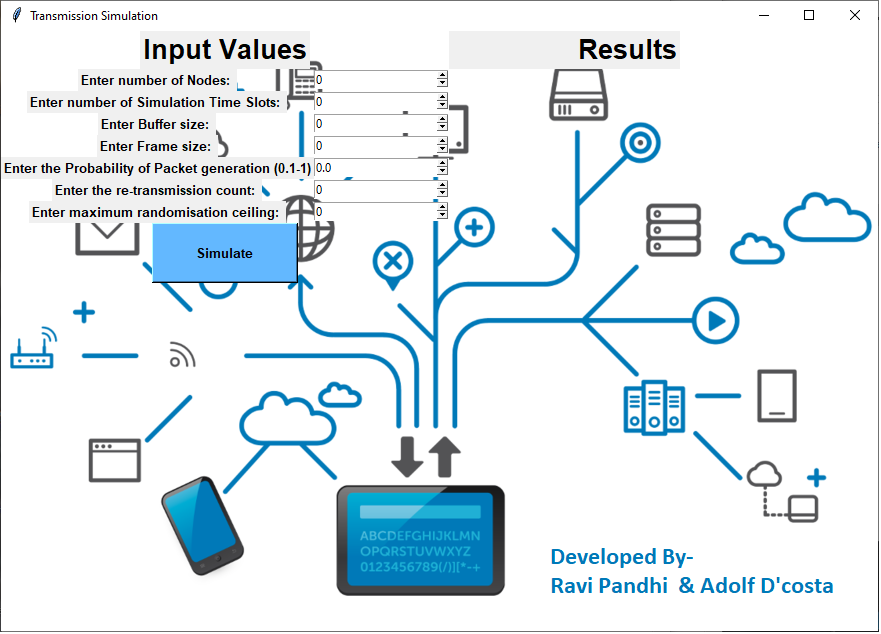 Transmission Simulation
Input Values
Results
Enter number of Nodes: 0
Enter number of Simulation Time Slots: 0
Enter Buffer size: 0
Enter Frame size: 0
Enter the Probability of Packet generation (0.1-1) 0.0
Enter the re-transmission count: 0
Enter maximum randomisation ceiling: 0
Simulate
ABCDEFGHIJKLMN
OPQRSTUVWXYZ
0123456789(/)][*-+
Developed By-
Ravi Pandhi & Adolf D'costa